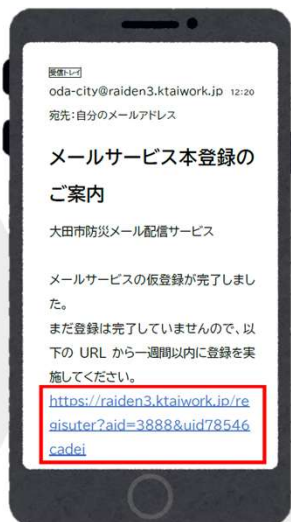 受信トレイ
oda-city@raiden3.ktaiwork.jp 12:20
宛先:自分のメールアドレス
メールサービス本登録の
ご案内
大田市防災メール配信サービス
メールサービスの仮登録が完了しまし
た。
まだ登録は完了していませんので、以
下の URL から一週間以内に登録を実
施してください。
https://raiden3.ktaiwork.jp/re
gisuter?aid=3888&uid78546
cadei